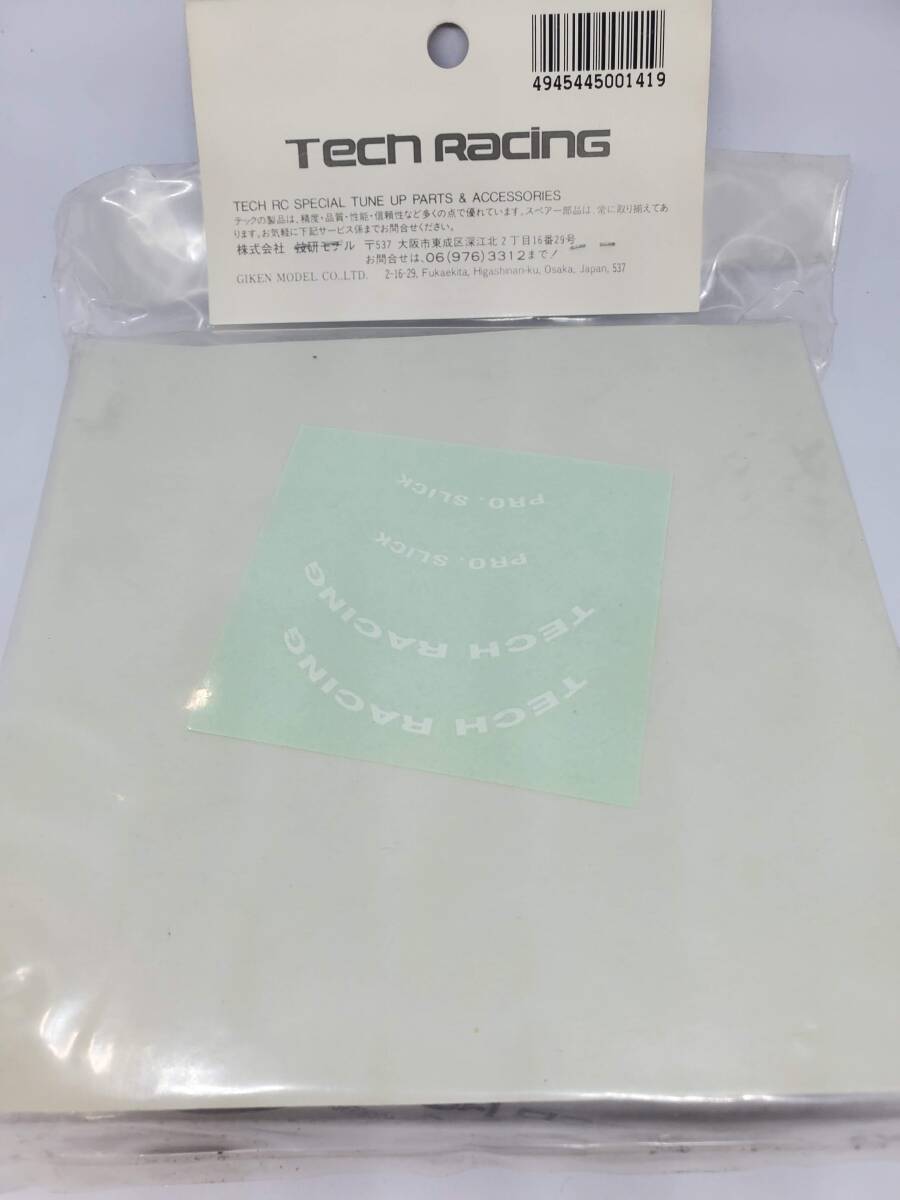 4945445001419
Tech Racing
TECH RC SPECIAL TUNE UP PARTS & ACCESSORIES
テックの製品は、精度・品質・性能・信頼性など多くの点で優れています。スペアー部品は、常に取り揃えてあ
ります。お気軽に下記サービス係までお問合せください。
株式会社 技研モデル 〒537 大阪市東成区深江北2丁目16番29号
お問合せは、06(976)3312まで!
GIKEN MODEL CO.,LTD. 2-16-29, Fukaekita, Higashinari-ku, Osaka, Japan, 537
PRO. SLICK
PRO. SLICK
TECH RACING
TECH RACING